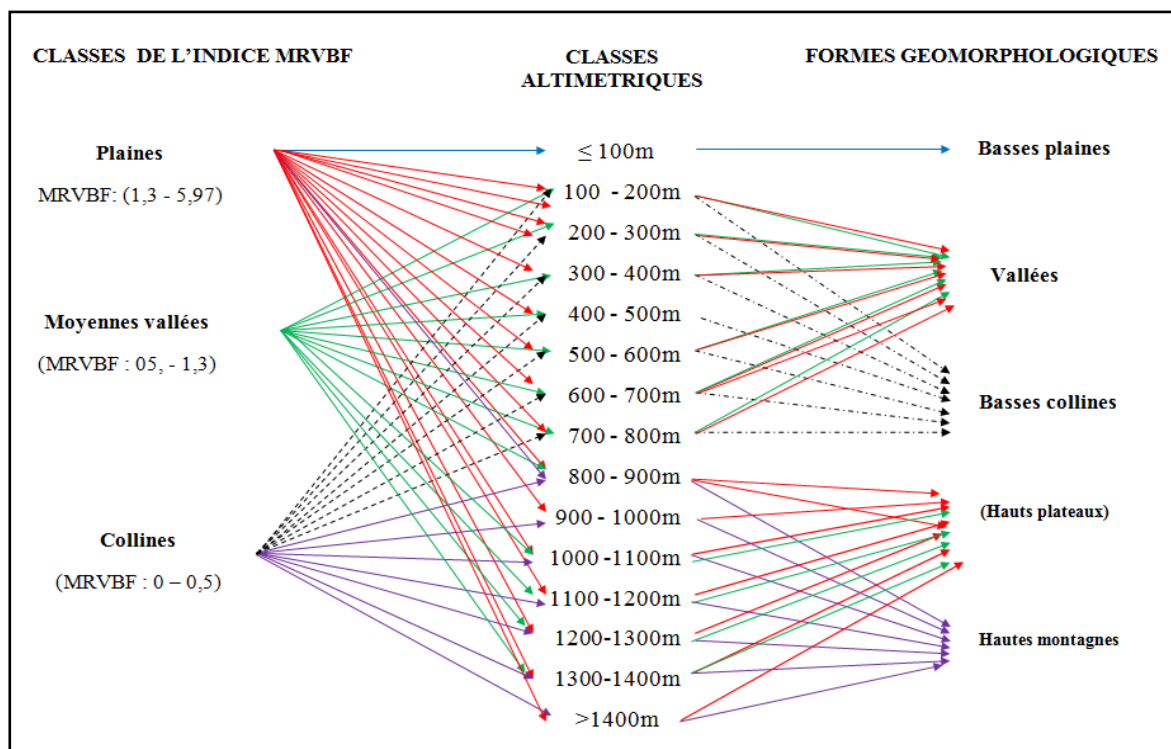 CLASSES DE L'INDICE MRVBF
CLASSES
ALTIMETRIQUES
FORMES GEOMORPHOLOGIQUES
Plaines
MRVBF: (1,3 - 5,97)
Moyennes vallées
(MRVBF : 05, - 1,3)
Collines
(MRVBF : 0 – 0,5)
≤ 100m
100 - 200m
200 - 300m
300 - 400m
400 - 500m
500 - 600m
600 - 700m
700 - 800m
800 - 900m
900 - 1000m
1000 -1100m
1100 -1200m
1200-1300m
1300-1400m
>1400m
Basses plaines
Vallées
Basses collines
(Hauts plateaux)
Hautes montagnes